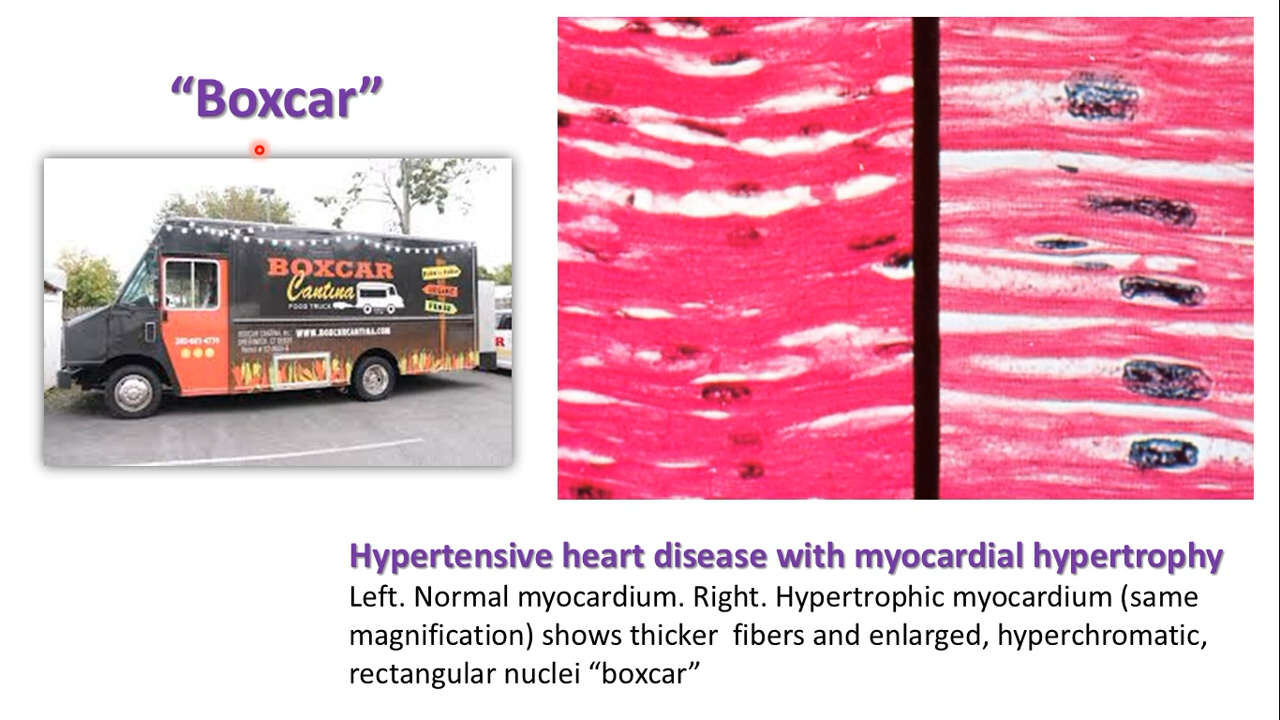 “Boxcar”
BOXCAR
Cantina
FOOD TRUCK
WWW.BOXCARCANTINA.COM
ORGANIC
R
Hypertensive heart disease with myocardial hypertrophy
Left. Normal myocardium. Right. Hypertrophic myocardium (same
magnification) shows thicker  fibers and enlarged, hyperchromatic,
rectangular nuclei “boxcar”